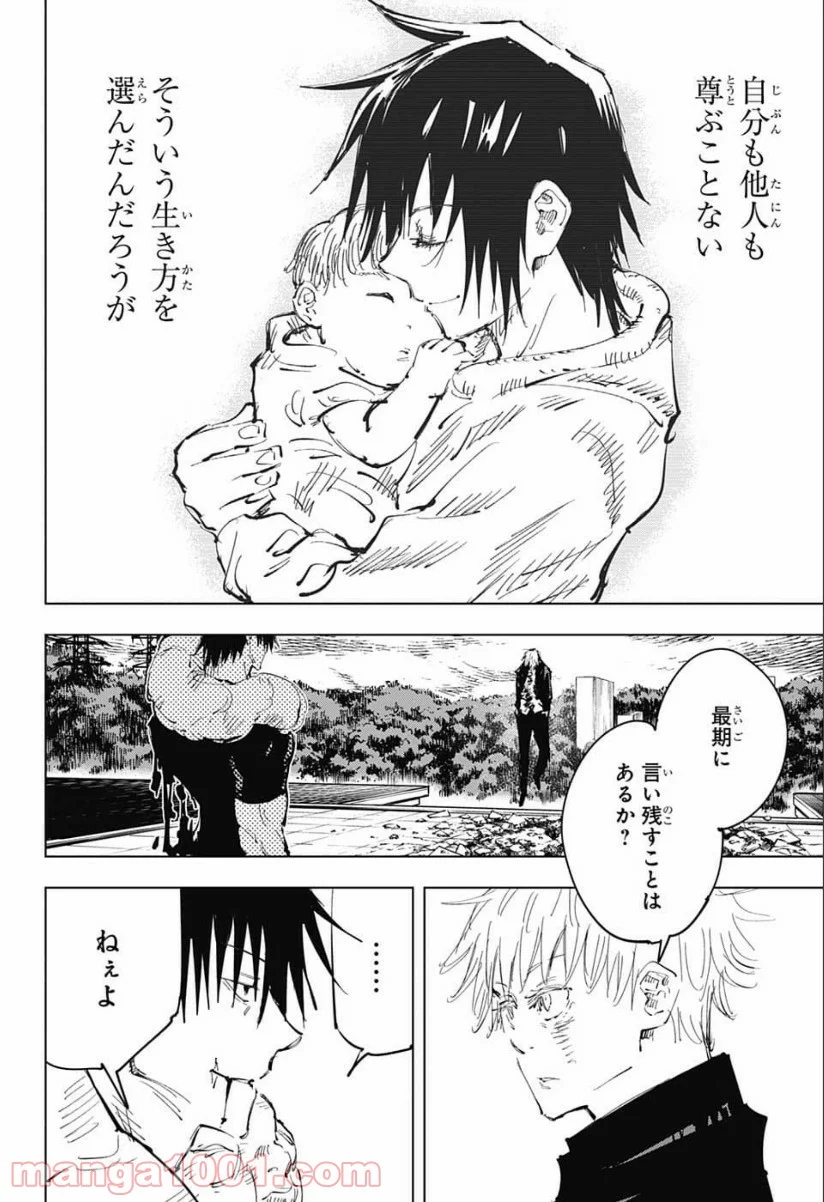 自分も他人も
尊ぶことない
そういう生き方を
選んだんだろうが
最期に
言い残すことは
あるか?
……
ねぇよ
manga1001.com